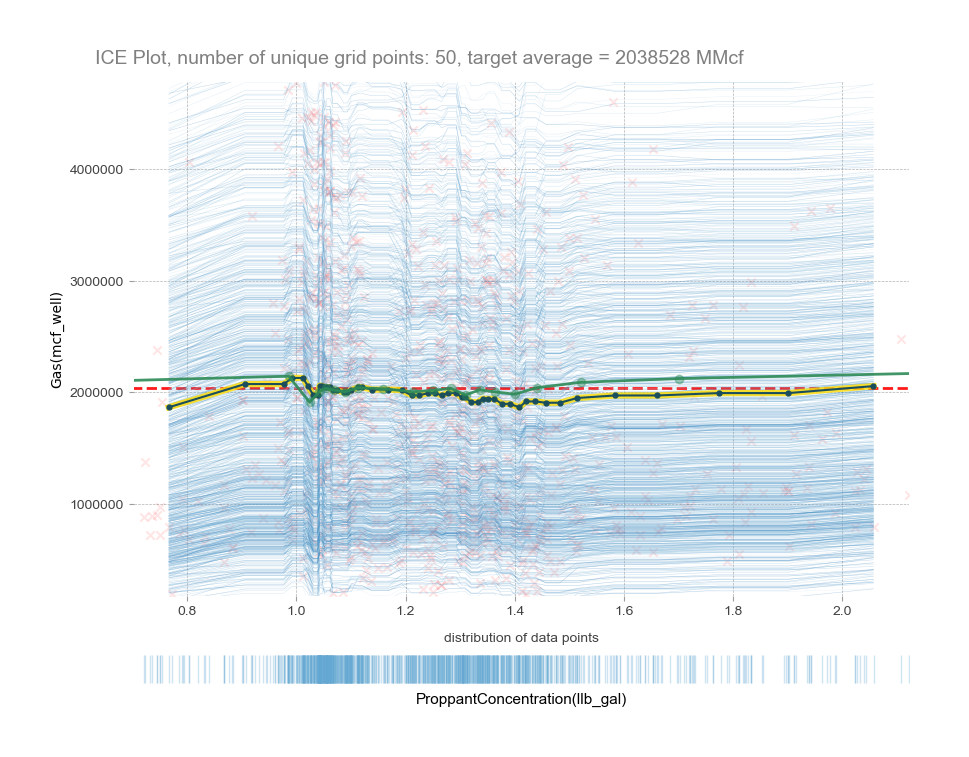 ICE Plot, number of unique grid points: 50, target average = 2038528 MMcf
Gas(mcf_well)
4000000
3000000
2000000
1000000
0.8 1.0 1.2 1.4 1.6 1.8 2.0
distribution of data points
ProppantConcentration(llb_gal)